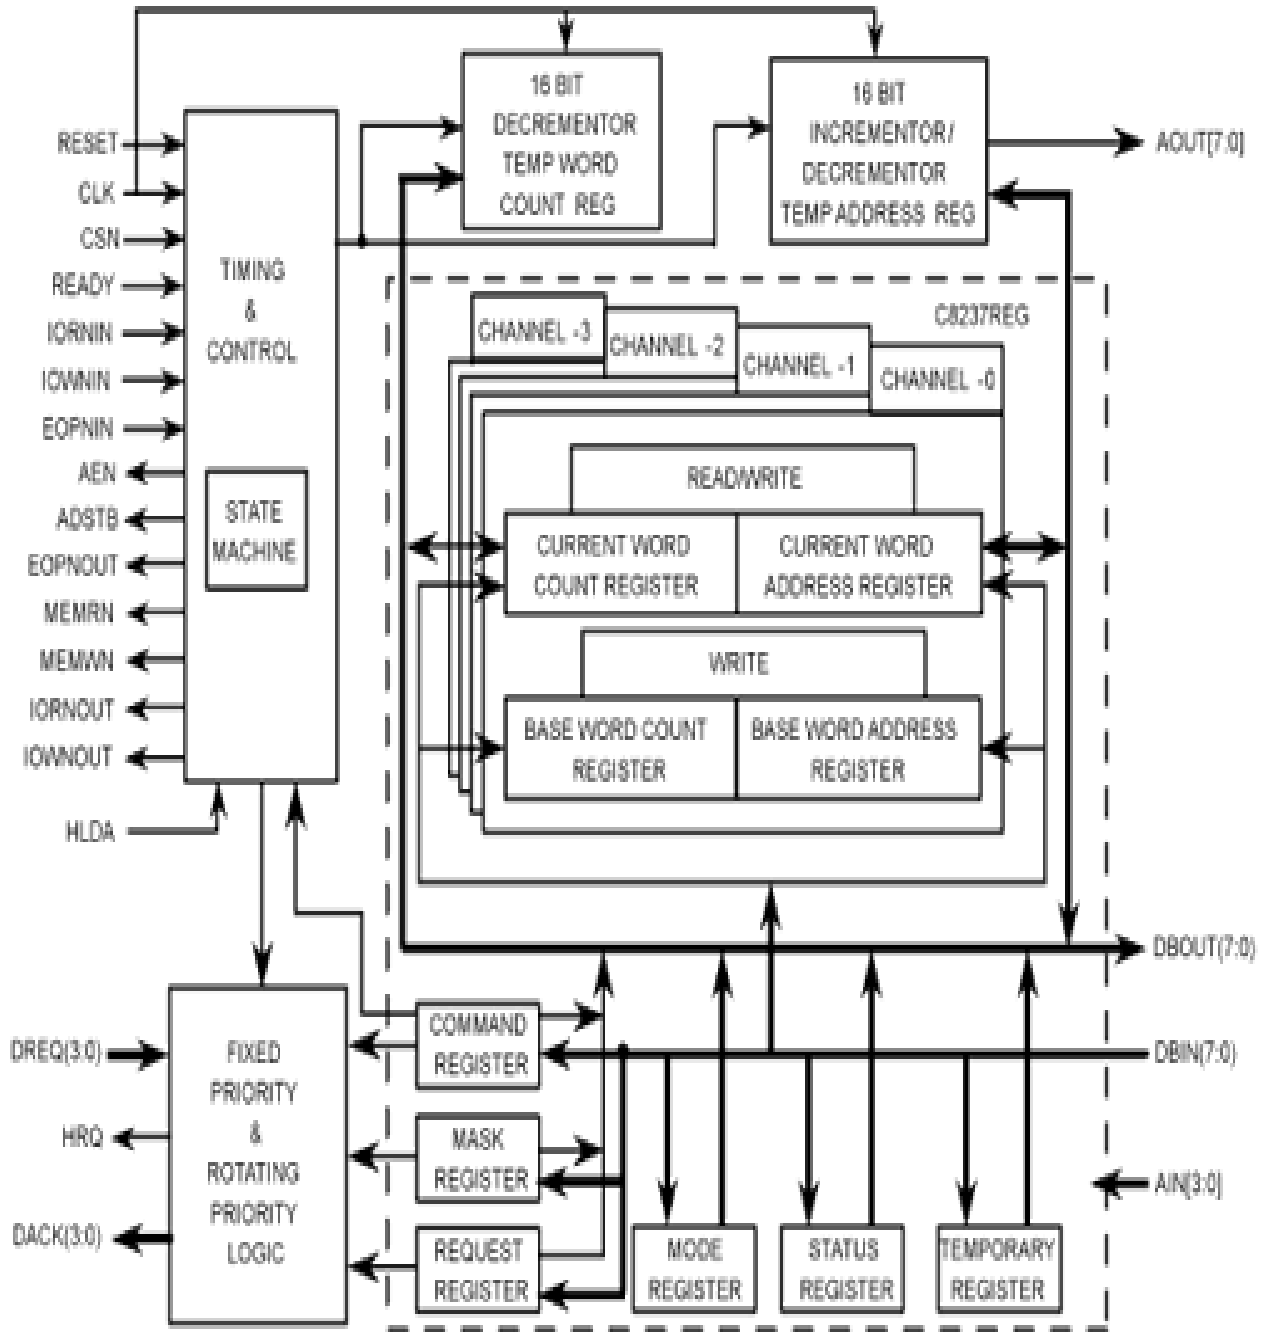 16 BIT
DECREMENTOR
TEMP WORD
COUNT REG
16 BIT
INCREMENTOR/
DECREMENTOR
TEMP ADDRESS REG
AOUT[7:0]
RESET
CLK
CSN
READY
IORNIN
IOWNIN
EOPNIN
AEN
ADSTB
EOPNOUT
MEMRN
MEMWN
IORNOUT
IOWNOUT
HLDA
TIMING
&
CONTROL
STATE
MACHINE
C8237REG
CHANNEL -3
CHANNEL -2
CHANNEL -1
CHANNEL -0
READ/WRITE
CURRENT WORD
COUNT REGISTER
CURRENT WORD
ADDRESS REGISTER
WRITE
BASE WORD COUNT
REGISTER
BASE WORD ADDRESS
REGISTER
DBOUT(7:0)
DREQ(3:0)
HRQ
DACK(3:0)
FIXED
PRIORITY
&
ROTATING
PRIORITY
LOGIC
COMMAND
REGISTER
MASK
REGISTER
REQUEST
REGISTER
DBIN(7:0)
AIN[3:0]
MODE
REGISTER
STATUS
REGISTER
TEMPORARY
REGISTER